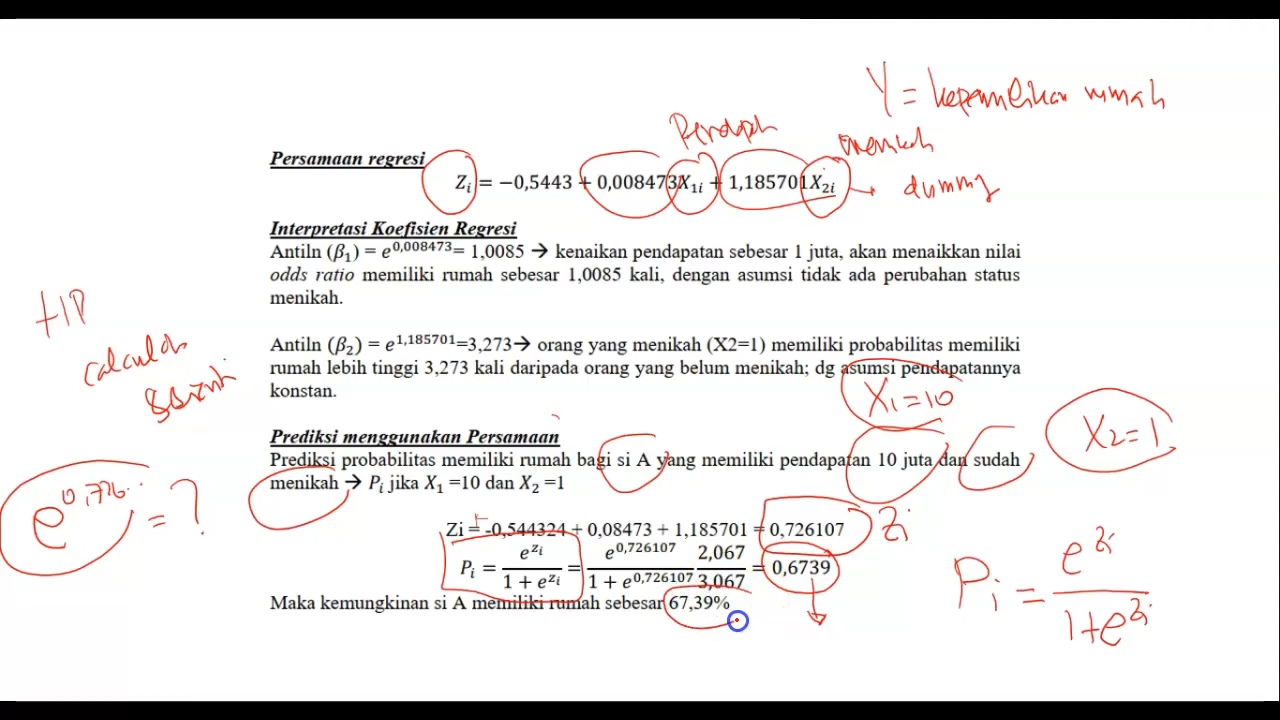 Y = kepemilikan rumah
menikah
Persamaan regresi
Zᵢ = −0,5443 + 0,008473X₁ᵢ + 1,185701X₂ᵢ → dummy
Interpretasi Koefisien Regresi
Antiln (β₁) = e^0,008473= 1,0085 → kenaikan pendapatan sebesar 1 juta, akan menaikkan nilai
odds ratio memiliki rumah sebesar 1,0085 kali, dengan asumsi tidak ada perubahan status
menikah.
Antiln (β₂) = e^1,185701=3,273→ orang yang menikah (X2=1) memiliki probabilitas memiliki
rumah lebih tinggi 3,273 kali daripada orang yang belum menikah; dg asumsi pendapatannya
konstan.
X₁=10
X2=1
Prediksi menggunakan Persamaan
Prediksi probabilitas memiliki rumah bagi si A yang memiliki pendapatan 10 juta dan sudah
menikah → Pᵢ jika X₁ =10 dan X₂ =1
e^0,726.. = ?
Zi = -0,544324 + 0,08473 + 1,185701 = 0,726107 Zi
Pᵢ = e^zᵢ / 1 + e^zᵢ = e^0,726107 / 1 + e^0,726107 2,067 / 3,067 = 0,6739
Pi = e^zi / 1+e^zi
Maka kemungkinan si A memiliki rumah sebesar 67,39%